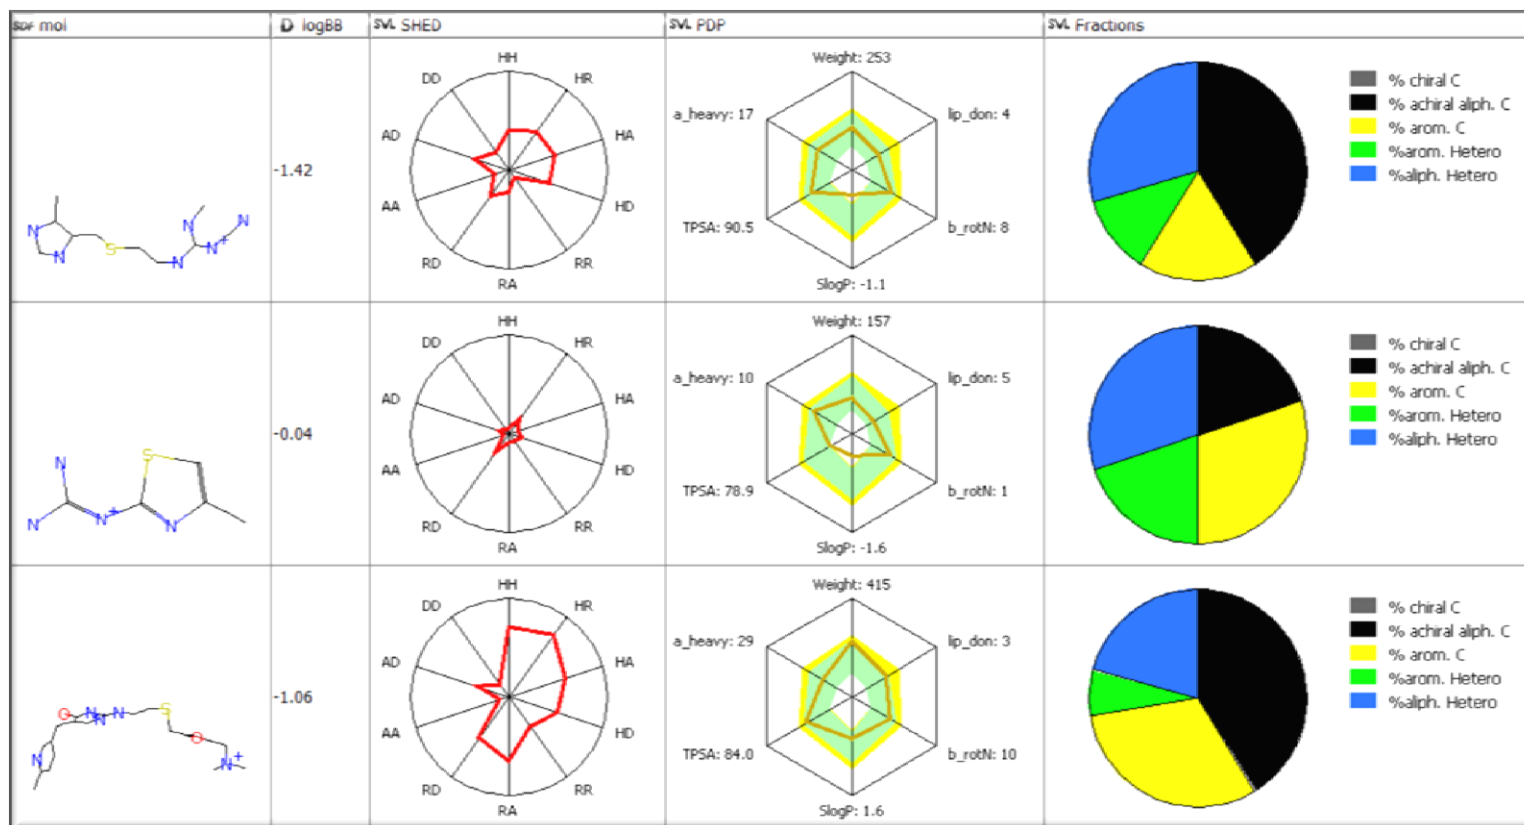 SDF mol D logBB SVL SHED SVL PDP SVL Fractions
-1.42
HH
HR
HA
HD
RR
RA
RD
AA
AD
DD
Weight: 253
lip_don: 4
b_rotN: 8
SlogP: -1.1
TPSA: 90.5
a_heavy: 17
% chiral C
% achiral aliph. C
% arom. C
%arom. Hetero
%aliph. Hetero
N
N
S
N
N
N+
N
-0.04
HH
HR
HA
HD
RR
RA
RD
AA
AD
DD
Weight: 157
lip_don: 5
b_rotN: 1
SlogP: -1.6
TPSA: 78.9
a_heavy: 10
% chiral C
% achiral aliph. C
% arom. C
%arom. Hetero
%aliph. Hetero
N
S
N
N+
N
-1.06
HH
HR
HA
HD
RR
RA
RD
AA
AD
DD
Weight: 415
lip_don: 3
b_rotN: 10
SlogP: 1.6
TPSA: 84.0
a_heavy: 29
% chiral C
% achiral aliph. C
% arom. C
%arom. Hetero
%aliph. Hetero
O
N
N
N
S
O
N
N+